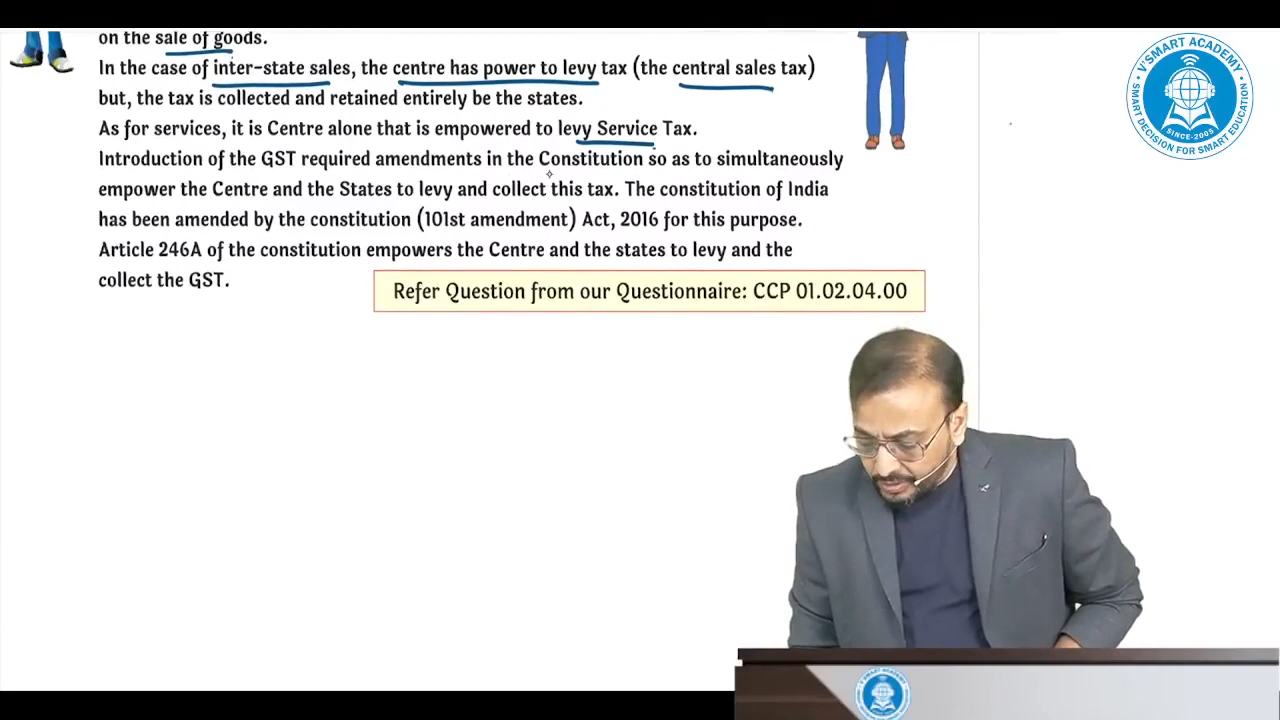 on the sale of goods.
In the case of inter-state sales, the centre has power to levy tax (the central sales tax)
but, the tax is collected and retained entirely be the states.
As for services, it is Centre alone that is empowered to levy Service Tax.
Introduction of the GST required amendments in the Constitution so as to simultaneously
empower the Centre and the States to levy and collect this tax. The constitution of India
has been amended by the constitution (101st amendment) Act, 2016 for this purpose.
Article 246A of the constitution empowers the Centre and the states to levy and the
collect the GST.
Refer Question from our Questionnaire: CCP 01.02.04.00
V'SMART ACADEMY
SINCE-2005
SMART DECISION FOR SMART EDUCATION